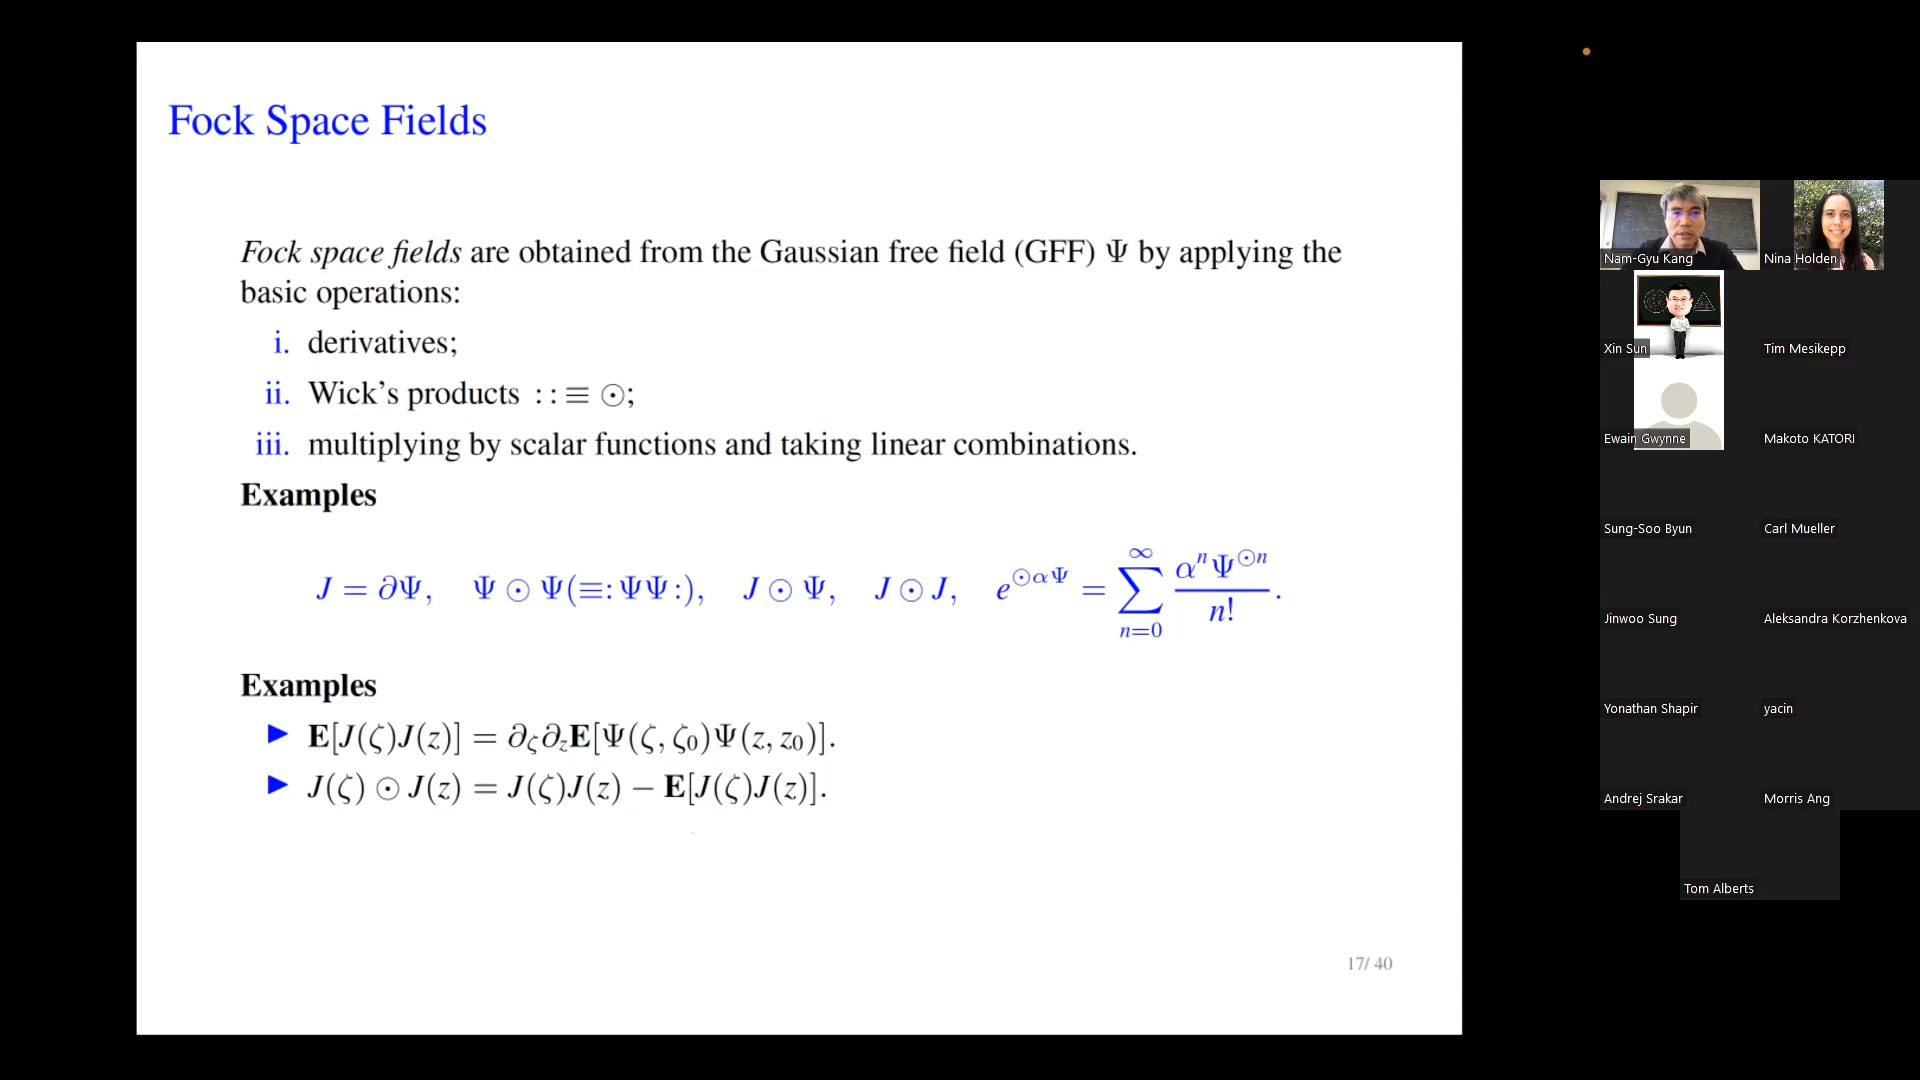 Fock Space Fields
Fock space fields are obtained from the Gaussian free field (GFF) Ψ by applying the
basic operations:
i. derivatives;
ii. Wick's products : : ≡ ⊙;
iii. multiplying by scalar functions and taking linear combinations.
Examples
J = ∂Ψ, Ψ ⊙ Ψ(≡: ΨΨ :), J ⊙ Ψ, J ⊙ J, e^{⊙αΨ} = ∑_{n=0}^{∞} α^n Ψ^{⊙n} / n! .
Examples
▶ E[J(ζ)J(z)] = ∂_ζ ∂_z E[Ψ(ζ, ζ_0)Ψ(z, z_0)].
▶ J(ζ) ⊙ J(z) = J(ζ)J(z) − E[J(ζ)J(z)].
17/ 40
Nam-Gyu Kang
Nina Holden
Xin Sun
Tim Mesikepp
Ewain Gwynne
Makoto KATORI
Sung-Soo Byun
Carl Mueller
Jinwoo Sung
Aleksandra Korzhenkova
Yonathan Shapir
yacin
Andrej Srakar
Morris Ang
Tom Alberts